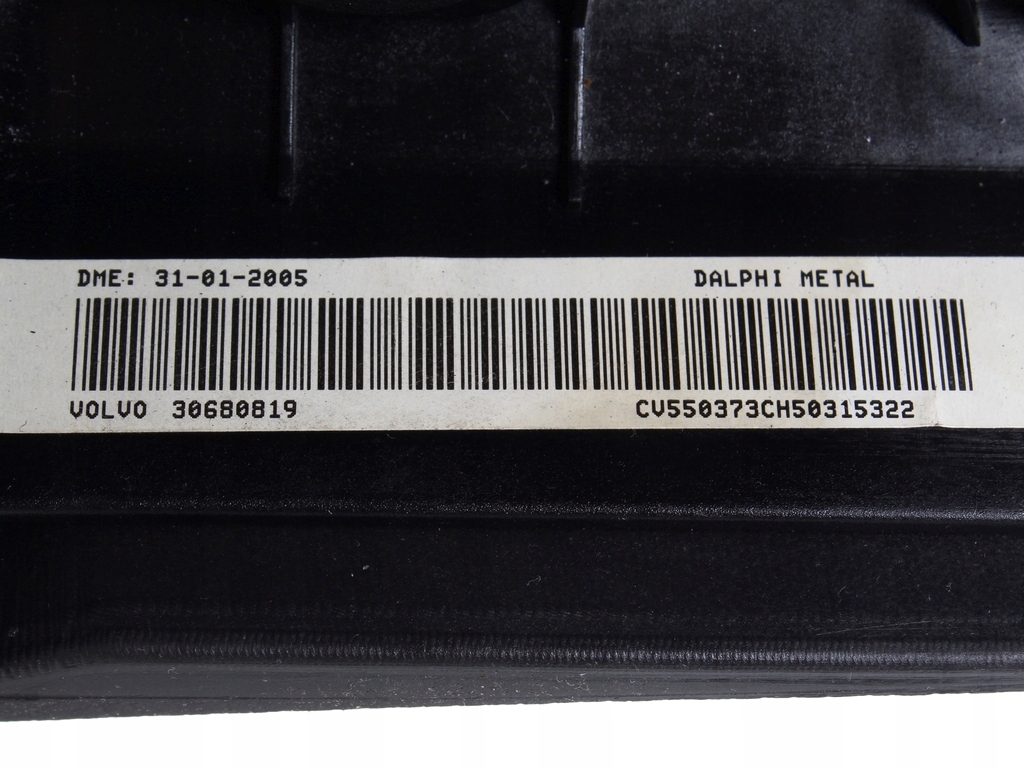 DME: 31-01-2005 DALPHI METAL
VOLVO 30680819 CV550373CH50315322